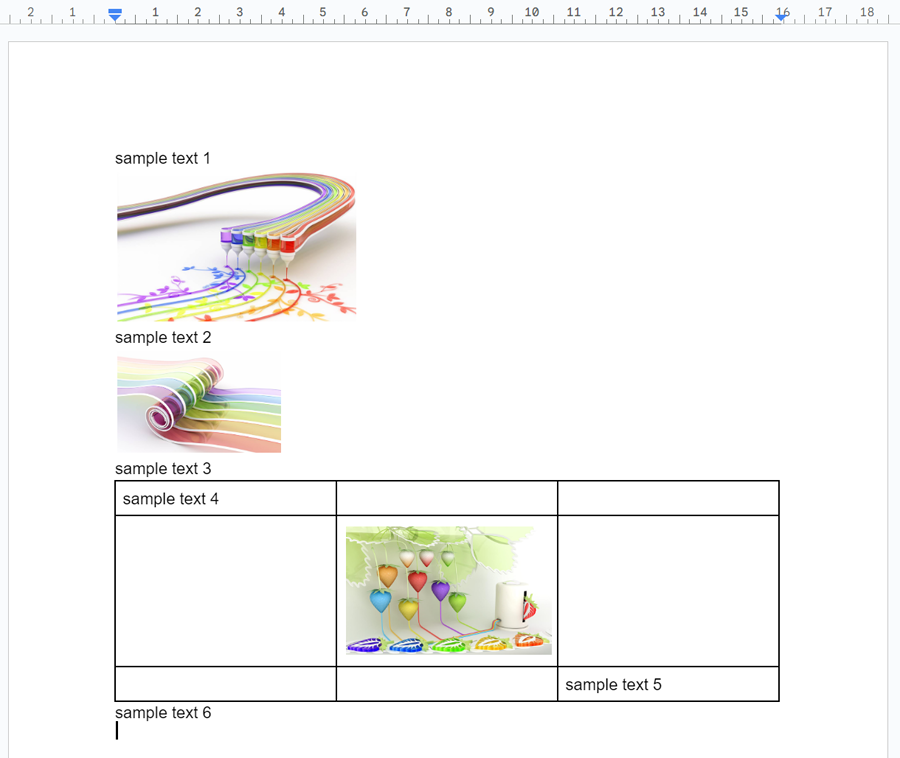 2 1 1 2 3 4 5 6 7 8 9 10 11 12 13 14 15 16 17 18
sample text 1
sample text 2
sample text 3
sample text 4
sample text 5
sample text 6